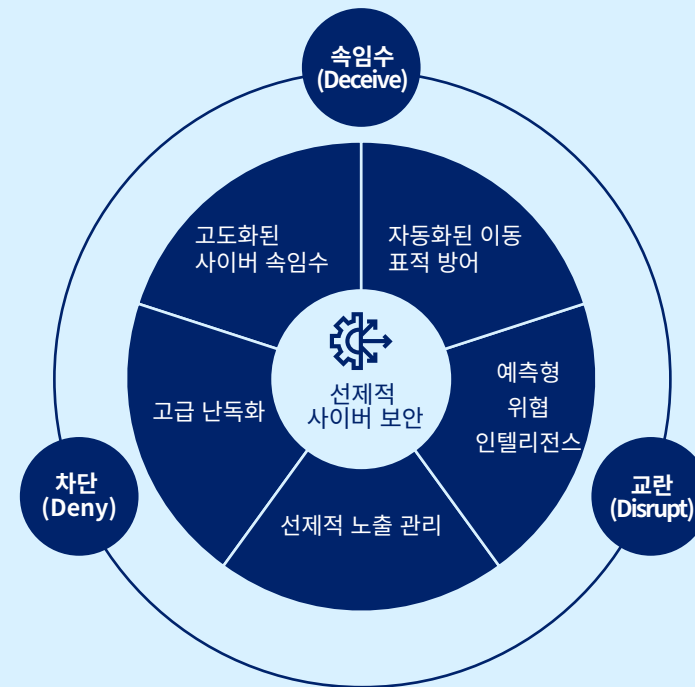 속임수
(Deceive)
고도화된
사이버 속임수
자동화된 이동
표적 방어
선제적
사이버 보안
예측형
위협
인텔리전스
고급 난독화
차단
(Deny)
교란
(Disrupt)
선제적 노출 관리